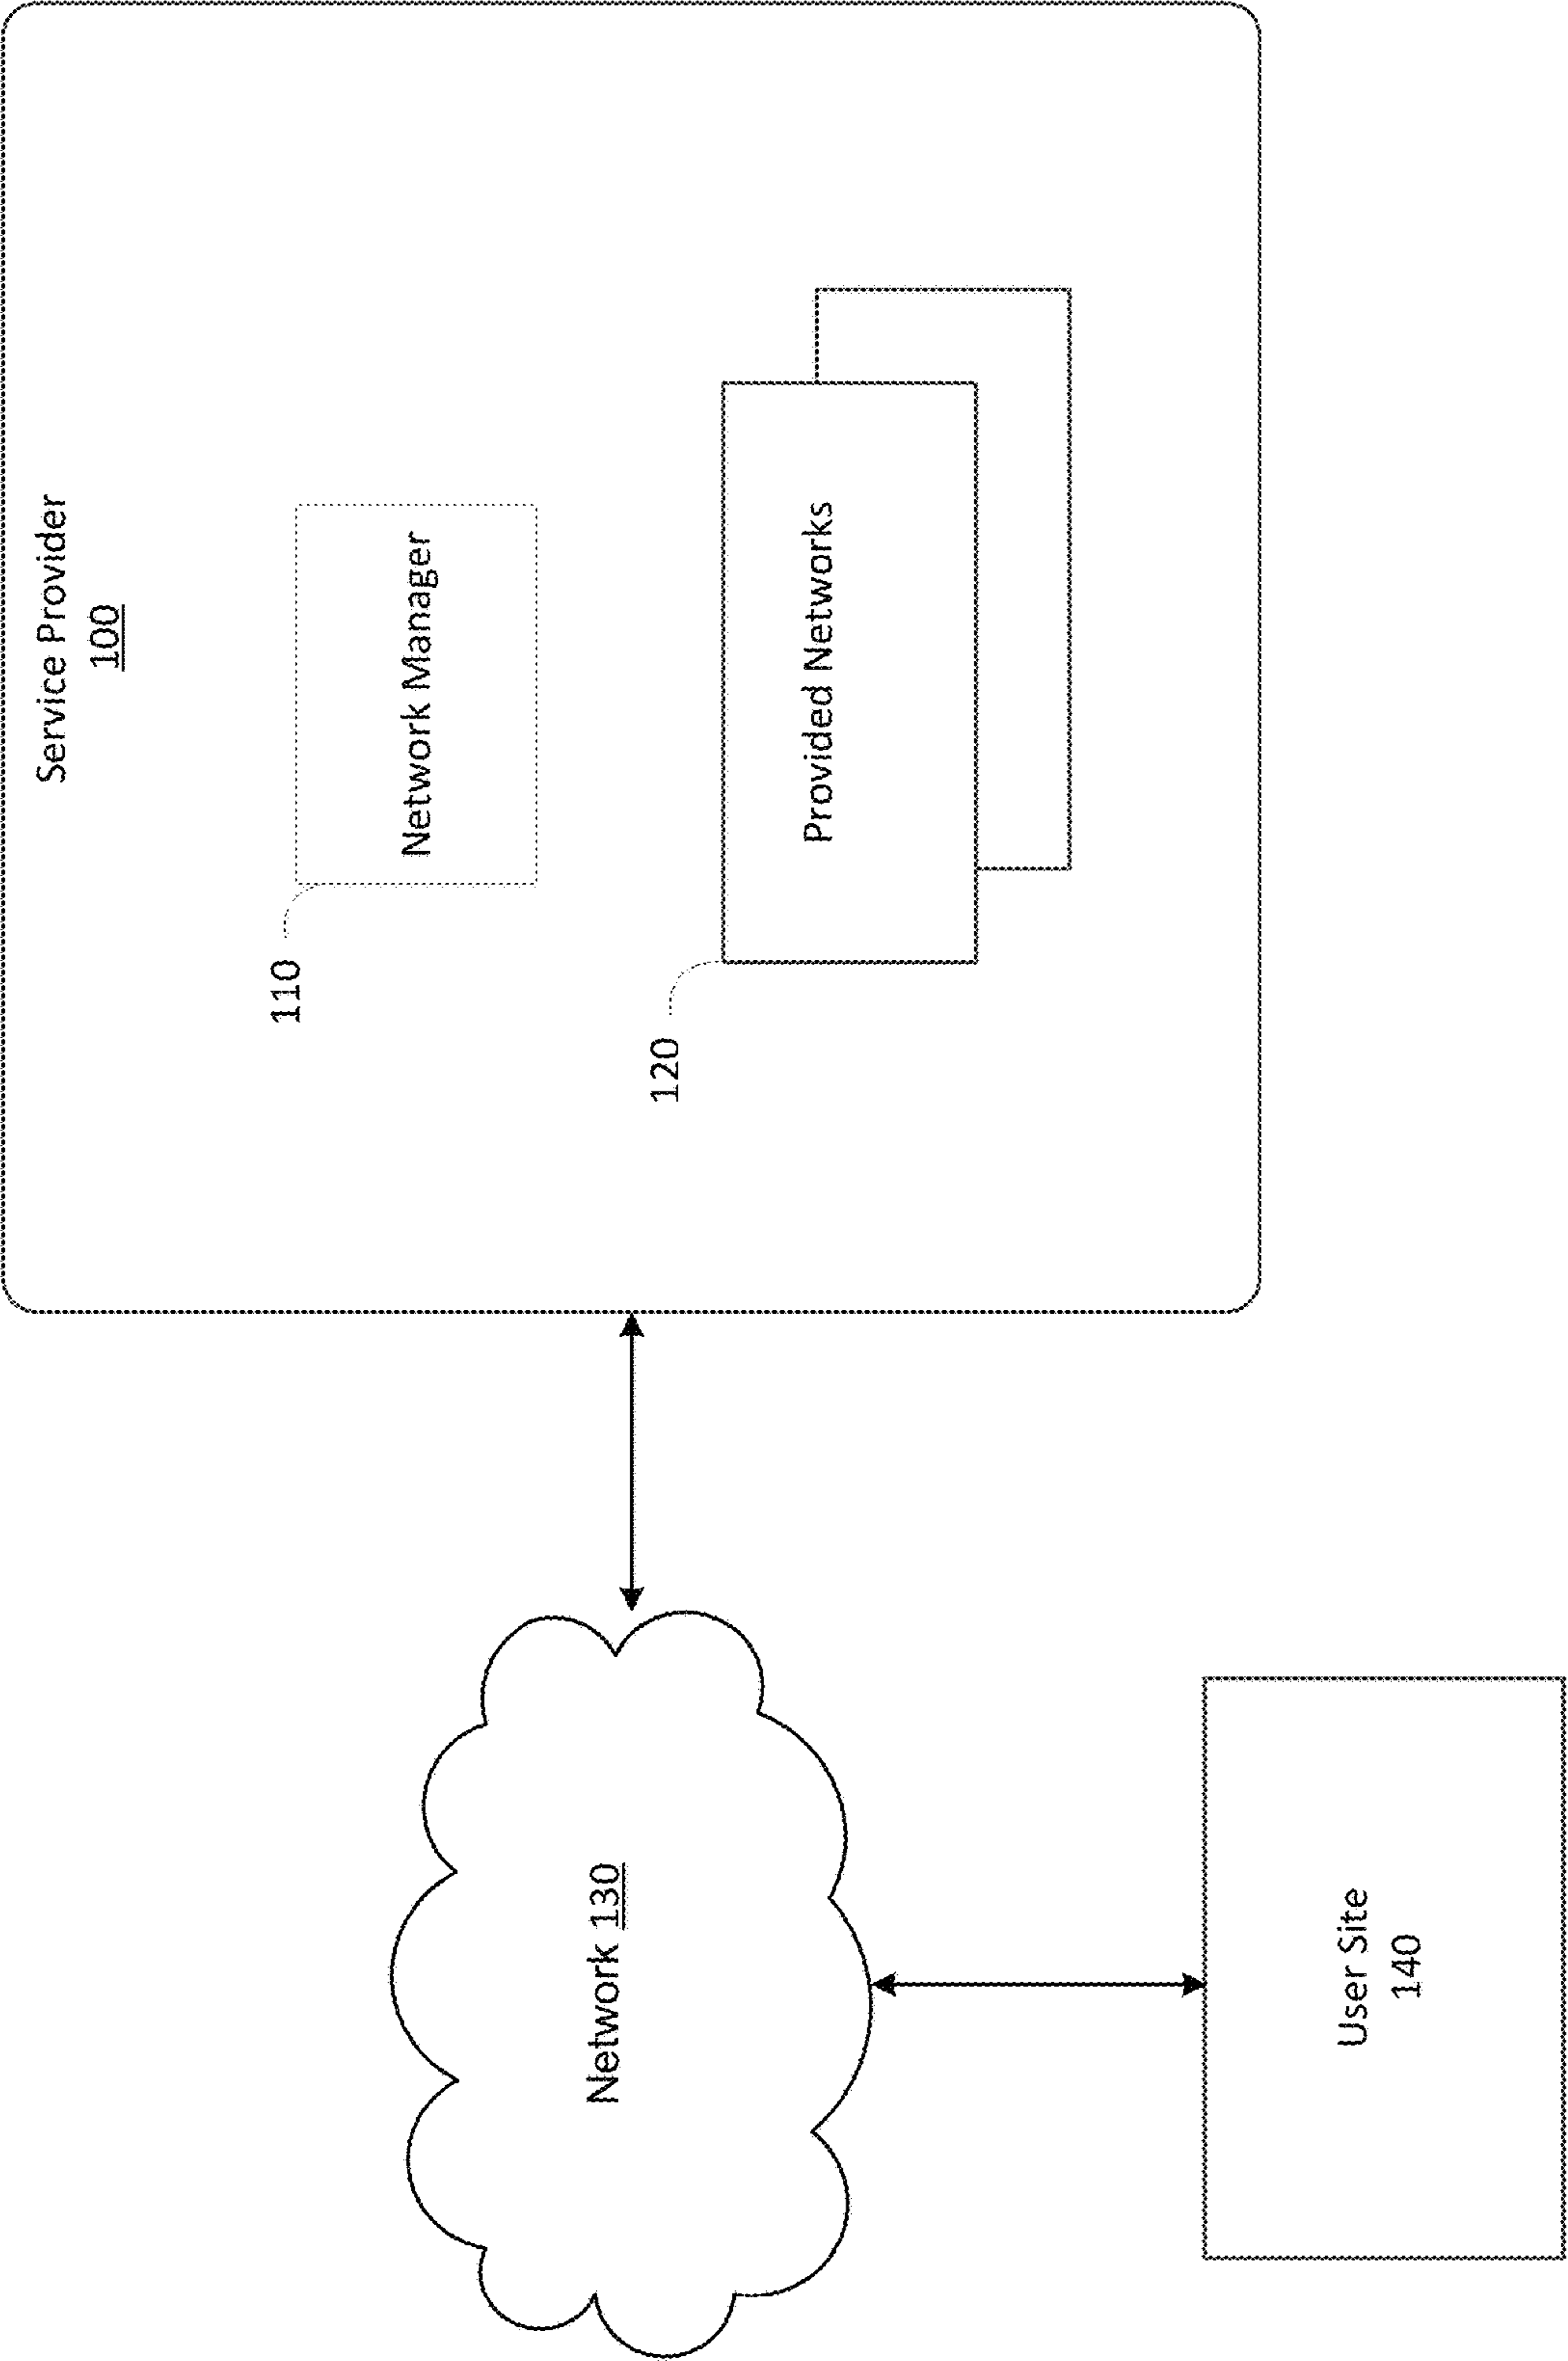 Service Provider
100
110
Network Manager
120
Provided Networks
Network 130
User Site
140